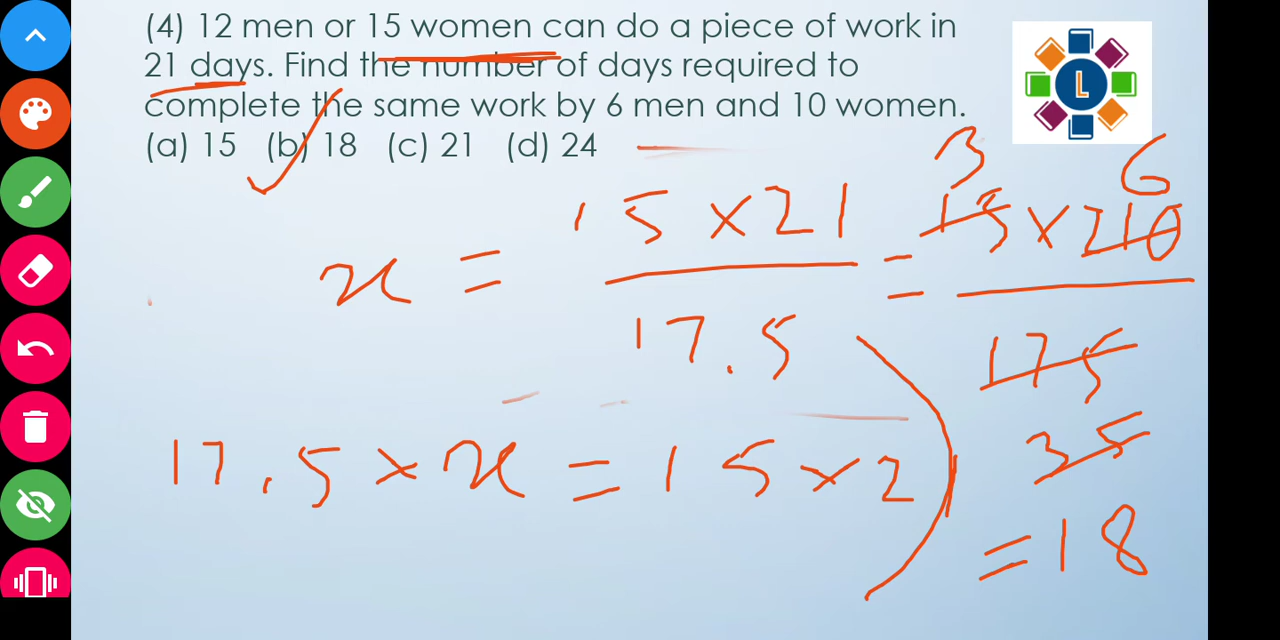 (4) 12 men or 15 women can do a piece of work in
21 days. Find the number of days required to
complete the same work by 6 men and 10 women.
(a) 15 (b) 18 (c) 21 (d) 24
L
x = 15 × 21 / 17.5 = 15 × 210 / 175
3 6
35
17.5 × x = 15 × 21
= 18